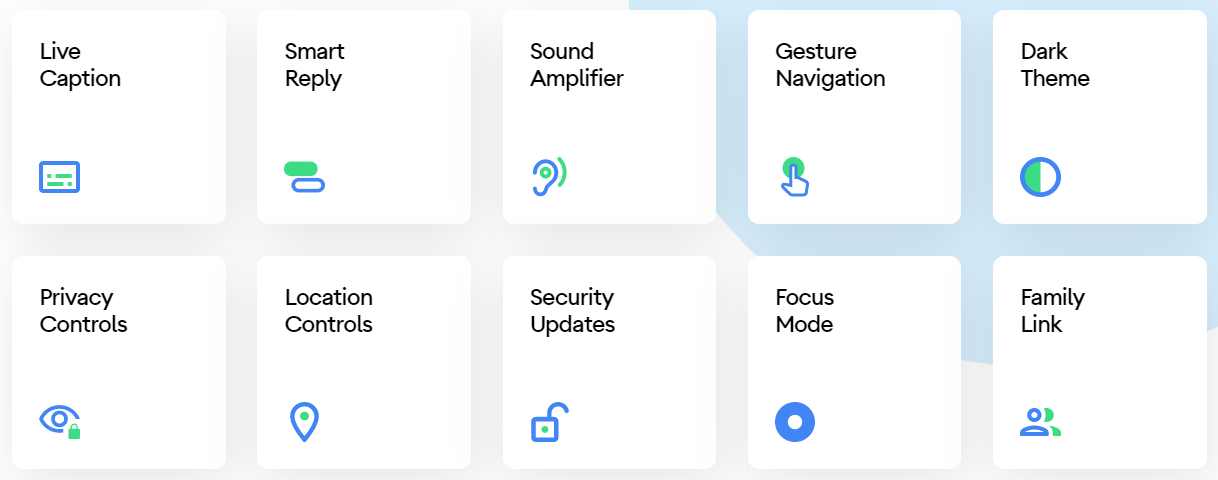 Live
Caption
Smart
Reply
Sound
Amplifier
Gesture
Navigation
Dark
Theme
Privacy
Controls
Location
Controls
Security
Updates
Focus
Mode
Family
Link